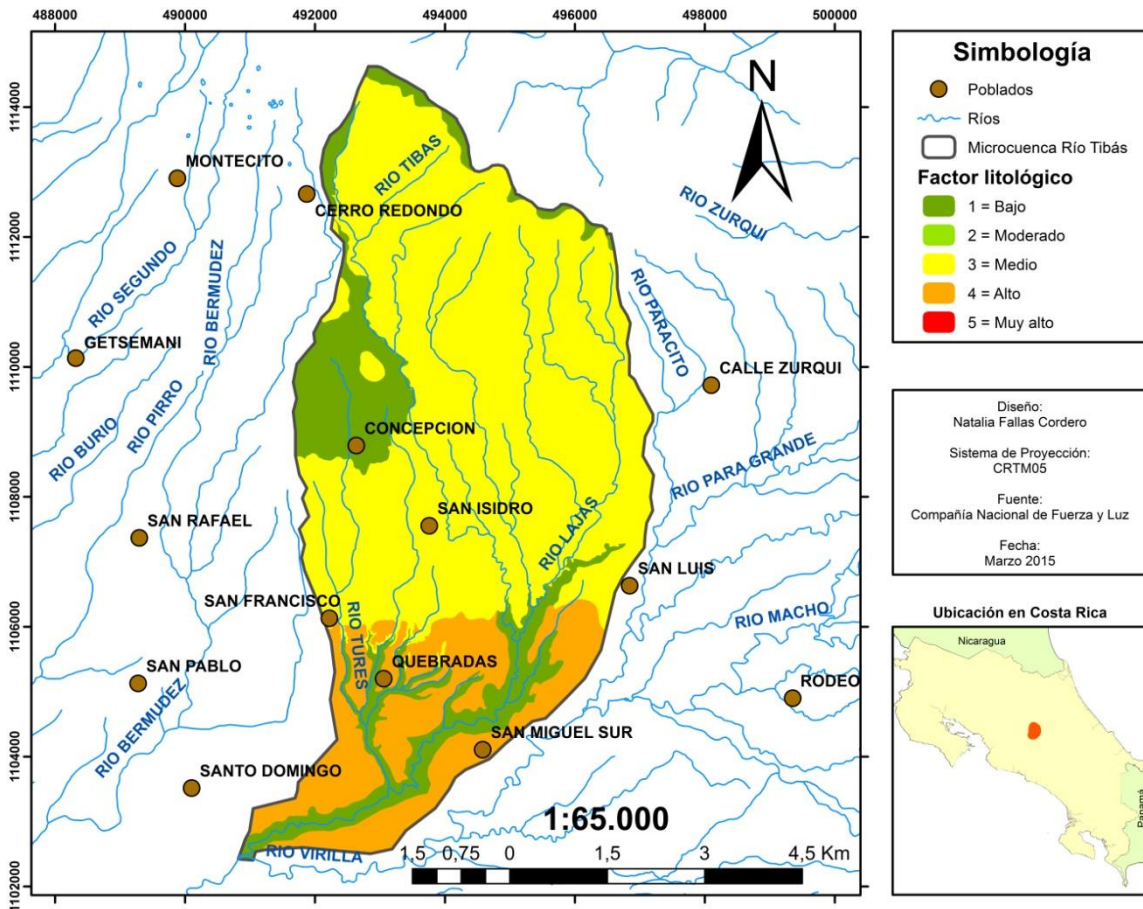 488000
490000
492000
494000
496000
498000
500000
1114000
1112000
1110000
1108000
1106000
1104000
1102000
N
MONTECITO
CERRO REDONDO
RIO TIBAS
RIO ZURQUI
RIO SEGUNDO
RIO BERMUDEZ
RIO PARACITO
GETSEMANI
CALLE ZURQUI
RIO PIRRO
RIO BURIO
CONCEPCION
RIO PARA GRANDE
SAN RAFAEL
SAN ISIDRO
RIO LAJAS
SAN LUIS
SAN FRANCISCO
RIO TURES
RIO MACHO
QUEBRADAS
SAN PABLO
RIO BERMUDEZ
RODEO
SAN MIGUEL SUR
SANTO DOMINGO
1:65.000
RIO VIRILLA
1,5 0,75 0 1,5 3 4,5 Km
Simbología
Poblados
Ríos
Microcuenca Río Tibás
Factor litológico
1 = Bajo
2 = Moderado
3 = Medio
4 = Alto
5 = Muy alto
Diseño:
Natalia Fallas Cordero
Sistema de Proyección:
CRTM05
Fuente:
Compañía Nacional de Fuerza y Luz
Fecha:
Marzo 2015
Ubicación en Costa Rica
Nicaragua
Panamá